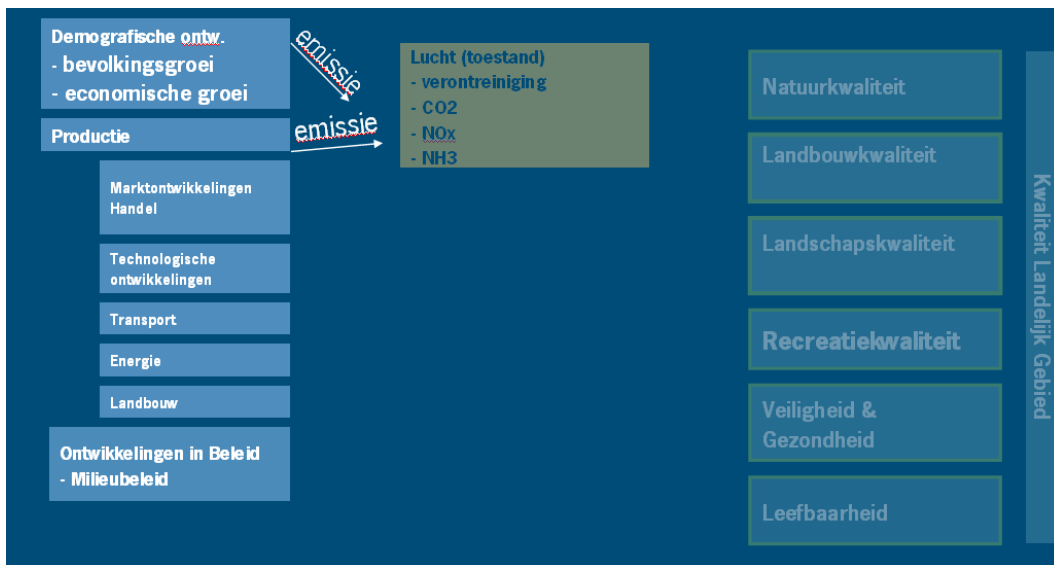 Demografische ontw.
- bevolkingsgroei
- economische groei
Productie
Marktontwikkelingen
Handel
Technologische
ontwikkelingen
Transport
Energie
Landbouw
Ontwikkelingen in Beleid
- Milieubeleid
emissie
emissie
Lucht (toestand)
- verontreiniging
- CO2
- NOx
- NH3
Natuurkwaliteit
Landbouwkwaliteit
Landschapskwaliteit
Recreatiekwaliteit
Veiligheid &
Gezondheid
Leefbaarheid
Kwaliteit Landelijk Gebied